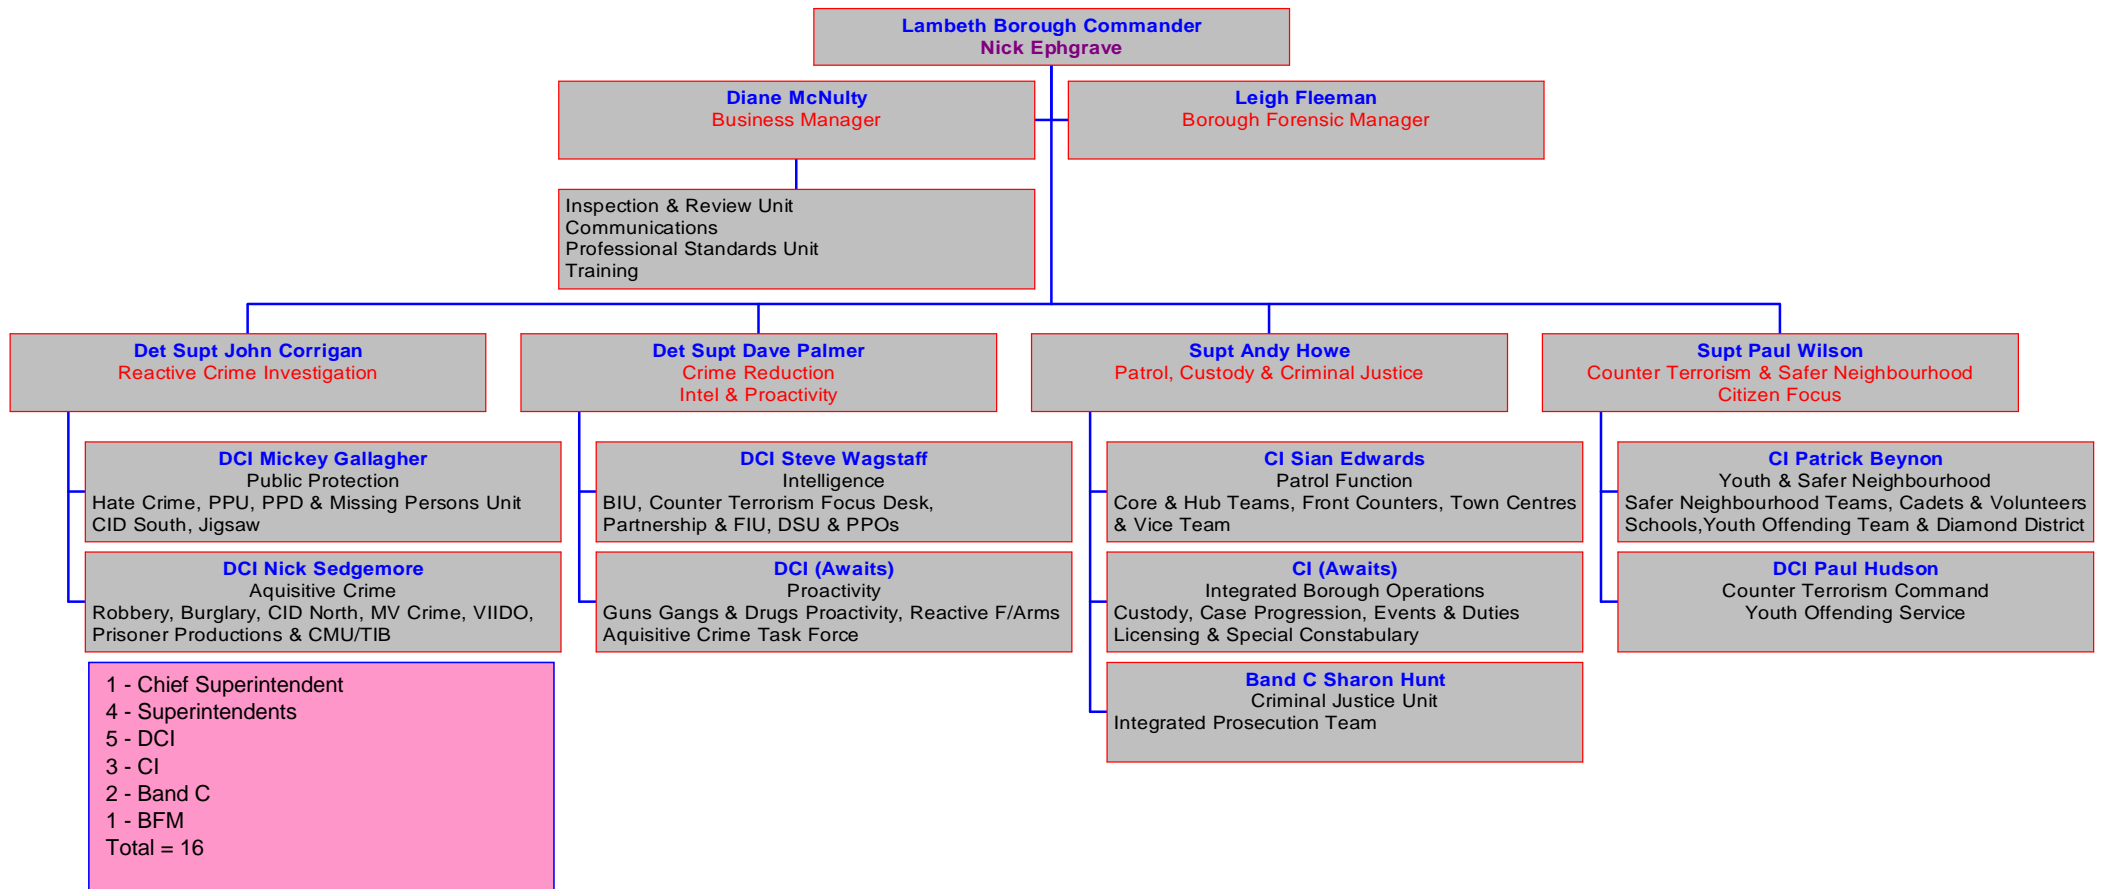 Lambeth Borough Commander
Nick Ephgrave
Diane McNulty
Business Manager
Leigh Fleeman
Borough Forensic Manager
Inspection & Review Unit
Communications
Professional Standards Unit
Training
Det Supt John Corrigan
Reactive Crime Investigation
Det Supt Dave Palmer
Crime Reduction
Intel & Proactivity
Supt Andy Howe
Patrol, Custody & Criminal Justice
Supt Paul Wilson
Counter Terrorism & Safer Neighbourhood
Citizen Focus
DCI Mickey Gallagher
Public Protection
Hate Crime, PPU, PPD & Missing Persons Unit
CID South, Jigsaw
DCI Steve Wagstaff
Intelligence
BIU, Counter Terrorism Focus Desk,
Partnership & FIU, DSU & PPOs
CI Sian Edwards
Patrol Function
Core & Hub Teams, Front Counters, Town Centres
& Vice Team
CI Patrick Beynon
Youth & Safer Neighbourhood
Safer Neighbourhood Teams, Cadets & Volunteers
Schools,Youth Offending Team & Diamond District
DCI Nick Sedgemore
Aquisitive Crime
Robbery, Burglary, CID North, MV Crime, VIIDO,
Prisoner Productions & CMU/TIB
DCI (Awaits)
Proactivity
Guns Gangs & Drugs Proactivity, Reactive F/Arms
Aquisitive Crime Task Force
CI (Awaits)
Integrated Borough Operations
Custody, Case Progression, Events & Duties
Licensing & Special Constabulary
DCI Paul Hudson
Counter Terrorism Command
Youth Offending Service
Band C Sharon Hunt
Criminal Justice Unit
Integrated Prosecution Team
1 - Chief Superintendent
4 - Superintendents
5 - DCI
3 - CI
2 - Band C
1 - BFM
Total = 16